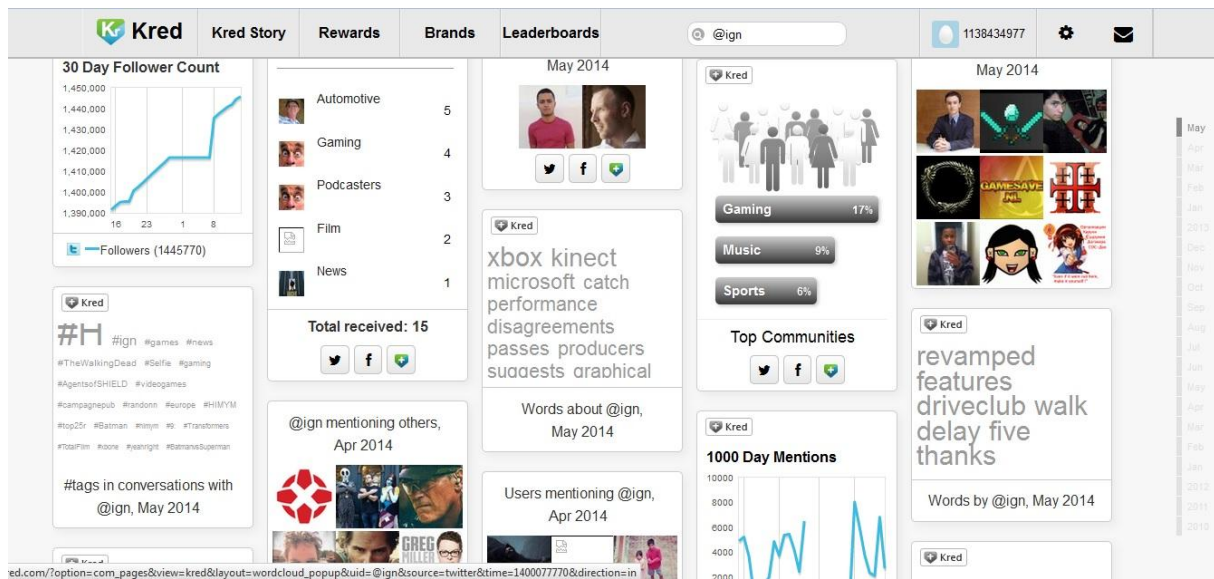 Kred
Kred Story
Rewards
Brands
Leaderboards
@ign
1138434977
30 Day Follower Count
1,450,000
1,440,000
1,430,000
1,420,000
1,410,000
1,400,000
1,390,000
16 23 1 8
Followers (1445770)
Kred
#H #ign #games #news
#TheWalkingDead #Selfie #gaming
#AgentsofSHIELD #videogames
#campagnepub #randonn #europe #HIMYM
#top25r #Batman #himym #9 #Transformers
#TotalFilm #xbone #yeahright #BatmanvsSuperman
#tags in conversations with
@ign, May 2014
Kred
Automotive 5
Gaming 4
Podcasters 3
Film 2
News 1
Total received: 15
@ign mentioning others,
Apr 2014
GREG
MILLER
May 2014
Kred
xbox kinect
microsoft catch
performance
disagreements
passes producers
suggests graphical
Words about @ign,
May 2014
Users mentioning @ign,
Apr 2014
Kred
Gaming 17%
Music 9%
Sports 6%
Top Communities
Kred
1000 Day Mentions
10000
8000
6000
4000
2000
May 2014
GAMESAVE
NL
Kred
revamped
features
driveclub walk
delay five
thanks
Words by @ign, May 2014
Kred
May
Apr
Mar
Feb
Jan
2013
Dec
Nov
Oct
Sep
Aug
Jul
Jun
May
Apr
Mar
Feb
Jan
2012
2011
2010
red.com/?option=com_pages&view=kred&layout=wordcloud_popup&uid=@ign&source=twitter&time=1400077770&direction=in